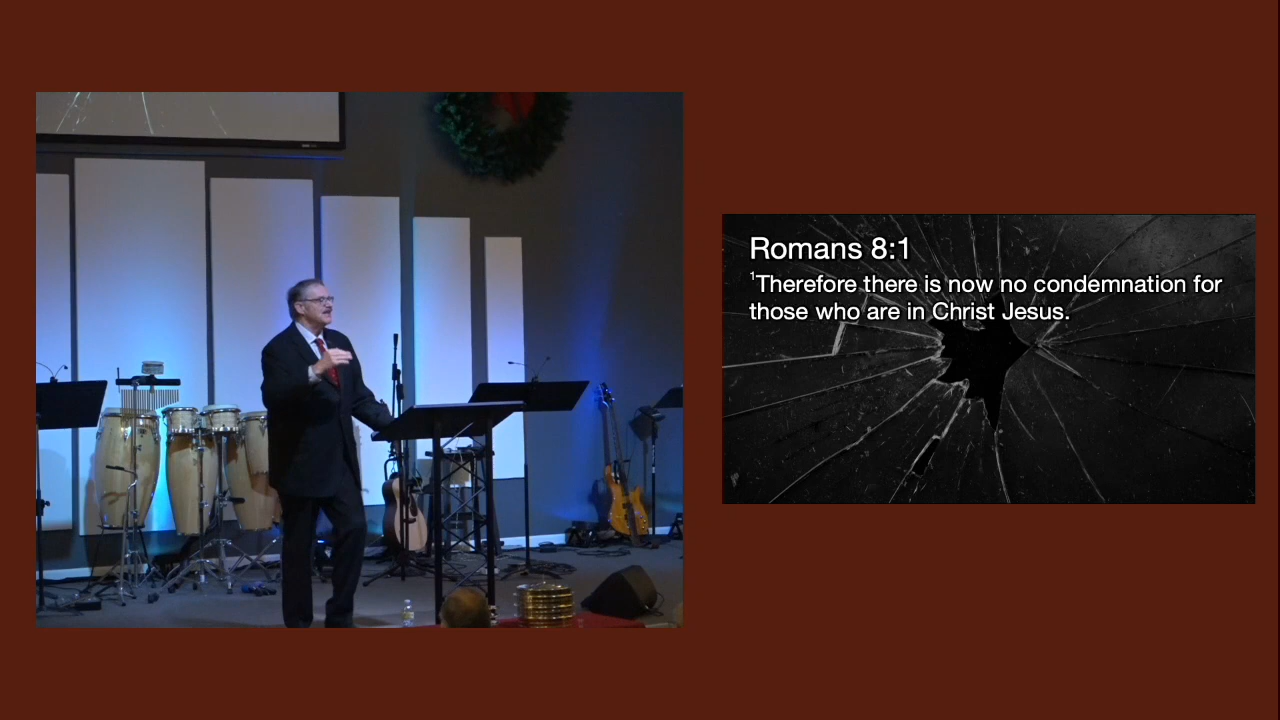 Romans 8:1
¹Therefore there is now no condemnation for
those who are in Christ Jesus.